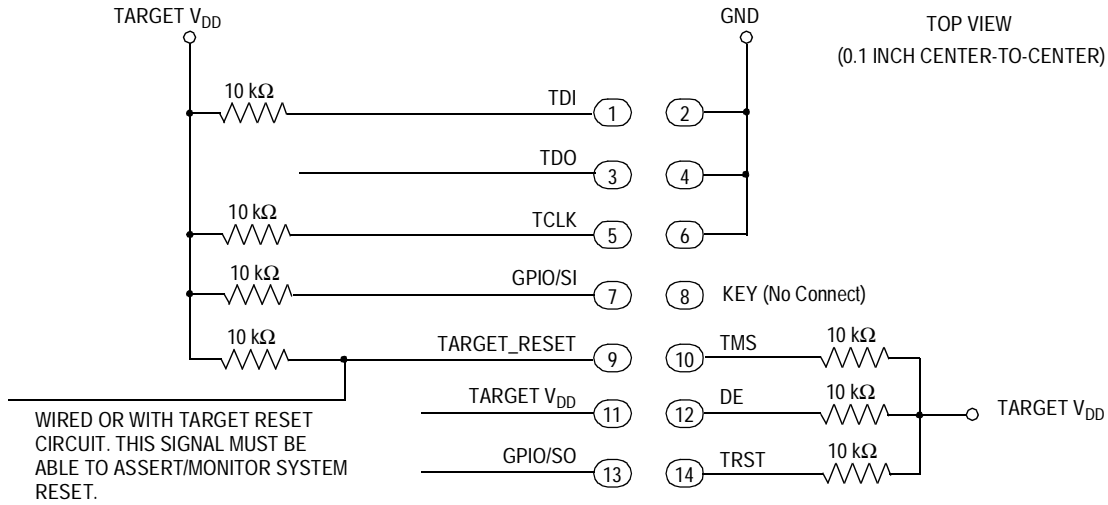 TARGET VDD
GND
TOP VIEW
(0.1 INCH CENTER-TO-CENTER)
10 kΩ
TDI
1
2
TDO
3
4
10 kΩ
TCLK
5
6
10 kΩ
GPIO/SI
7
8
KEY (No Connect)
10 kΩ
TARGET_RESET
9
10
TMS
10 kΩ
TARGET VDD
11
12
DE
10 kΩ
TARGET VDD
WIRED OR WITH TARGET RESET
CIRCUIT. THIS SIGNAL MUST BE
ABLE TO ASSERT/MONITOR SYSTEM
RESET.
GPIO/SO
13
14
TRST
10 kΩ